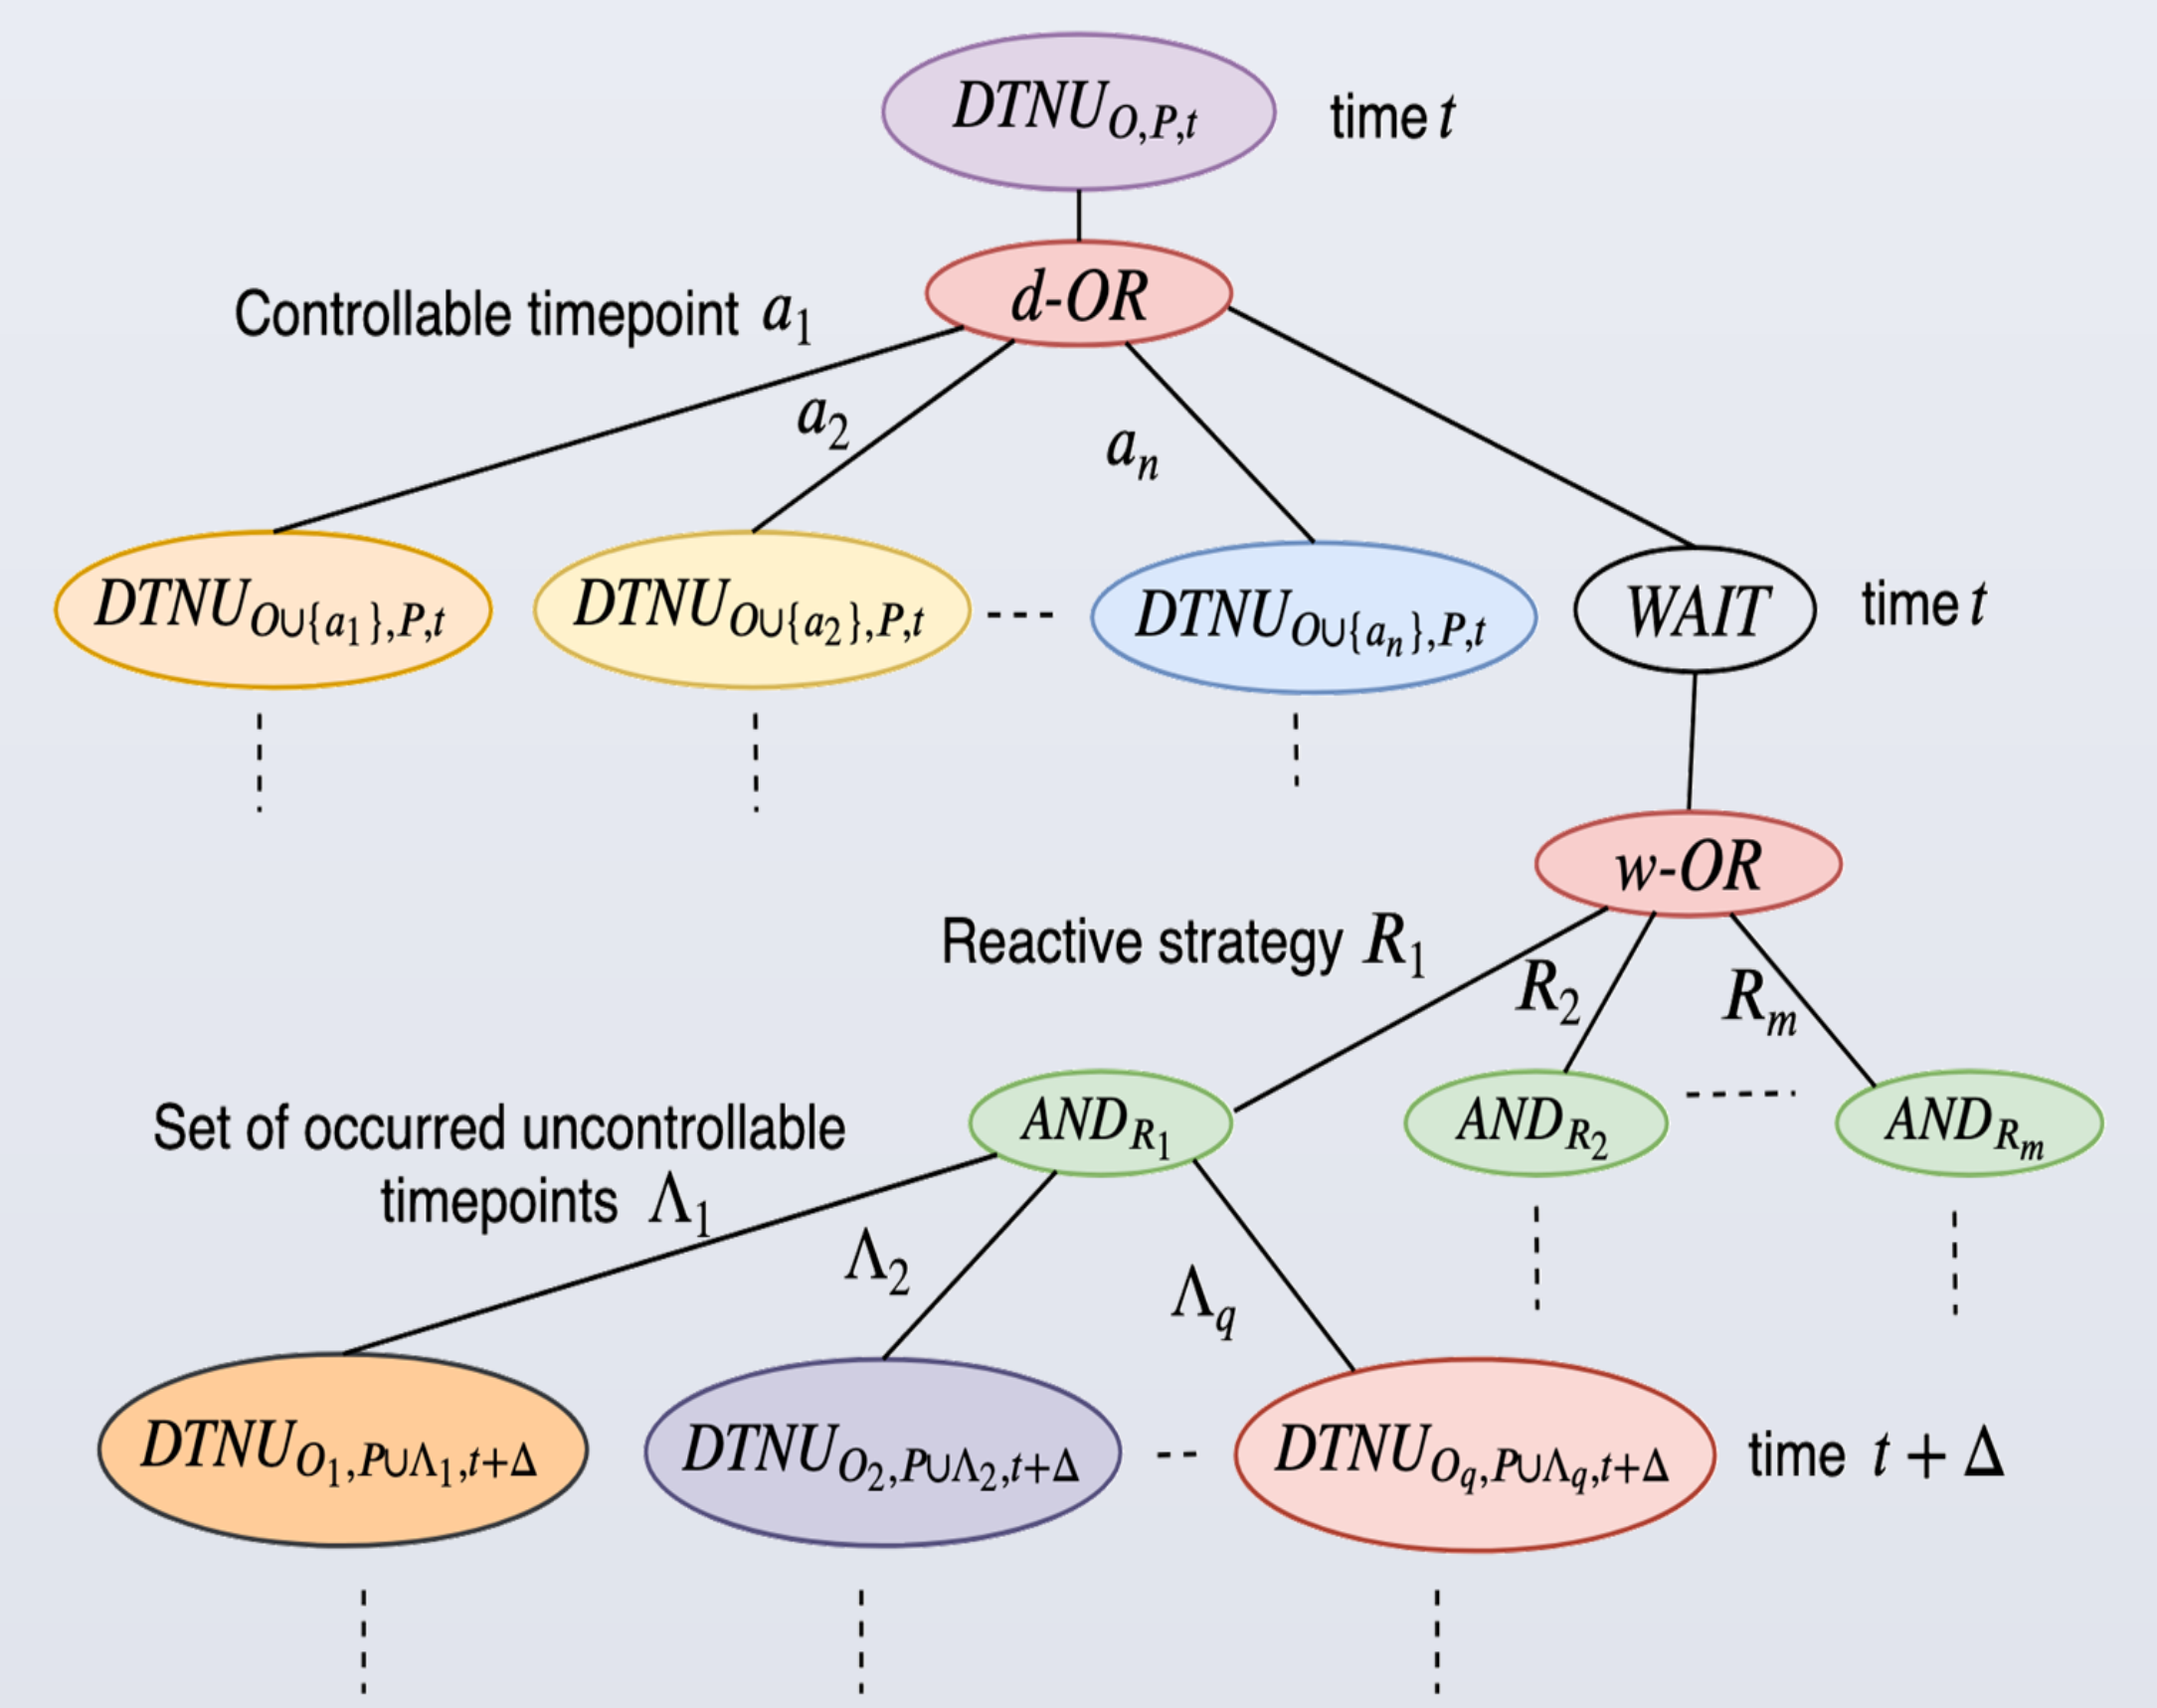 DTNU_{O,P,t} time t
d-OR
Controllable timepoint a_1
a_2
a_n
DTNU_{O∪{a_1},P,t} DTNU_{O∪{a_2},P,t} --- DTNU_{O∪{a_n},P,t} WAIT time t
w-OR
Reactive strategy R_1
R_2 R_m
AND_{R_1} AND_{R_2} ----- AND_{R_m}
Set of occurred uncontrollable
timepoints Λ_1
Λ_2
Λ_q
DTNU_{O_1,P∪Λ_1,t+Δ} DTNU_{O_2,P∪Λ_2,t+Δ} -- DTNU_{O_q,P∪Λ_q,t+Δ} time t + Δ